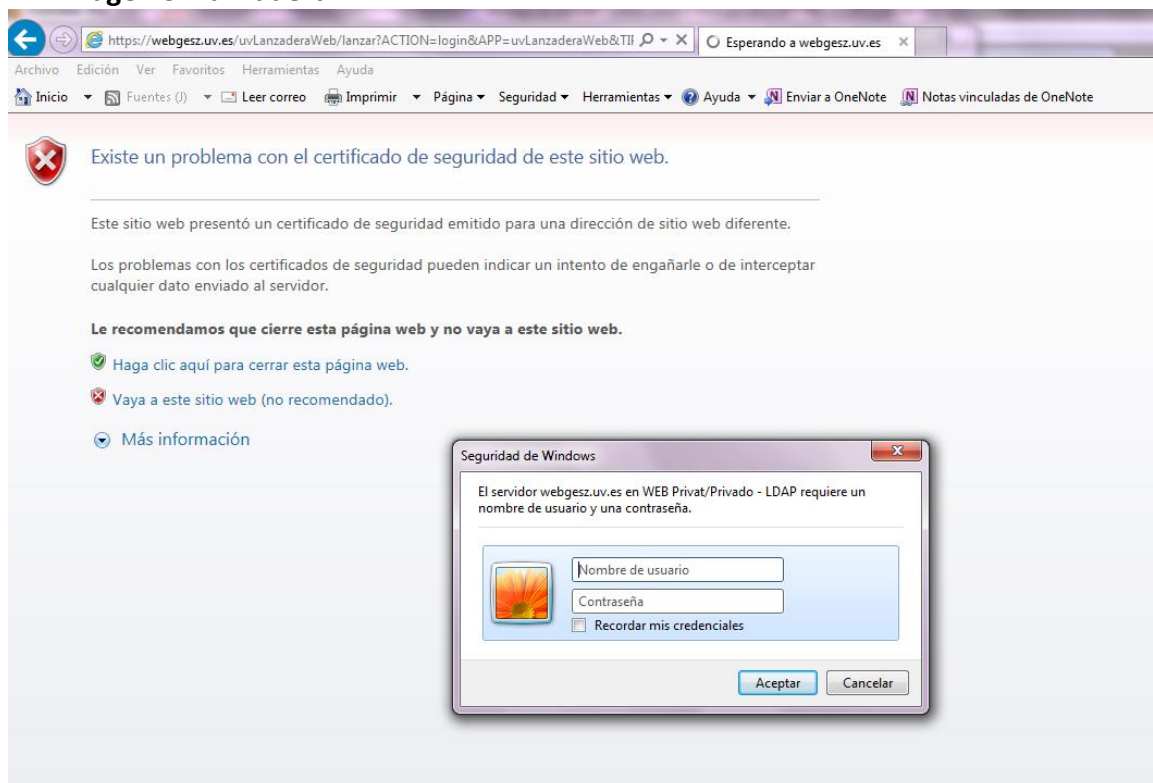 https://webgesz.uv.es/uvLanzaderaWeb/lanzar?ACTION=login&APP=uvLanzaderaWeb&TII
Esperando a webgesz.uv.es
Archivo Edición Ver Favoritos Herramientas Ayuda
Inicio Fuentes (J) Leer correo Imprimir Página Seguridad Herramientas Ayuda Enviar a OneNote Notas vinculadas de OneNote
Existe un problema con el certificado de seguridad de este sitio web.
Este sitio web presentó un certificado de seguridad emitido para una dirección de sitio web diferente.
Los problemas con los certificados de seguridad pueden indicar un intento de engañarle o de interceptar
cualquier dato enviado al servidor.
Le recomendamos que cierre esta página web y no vaya a este sitio web.
Haga clic aquí para cerrar esta página web.
Vaya a este sitio web (no recomendado).
Más información
Seguridad de Windows
El servidor webgesz.uv.es en WEB Privat/Privado - LDAP requiere un
nombre de usuario y una contraseña.
Nombre de usuario
Contraseña
Recordar mis credenciales
Aceptar Cancelar